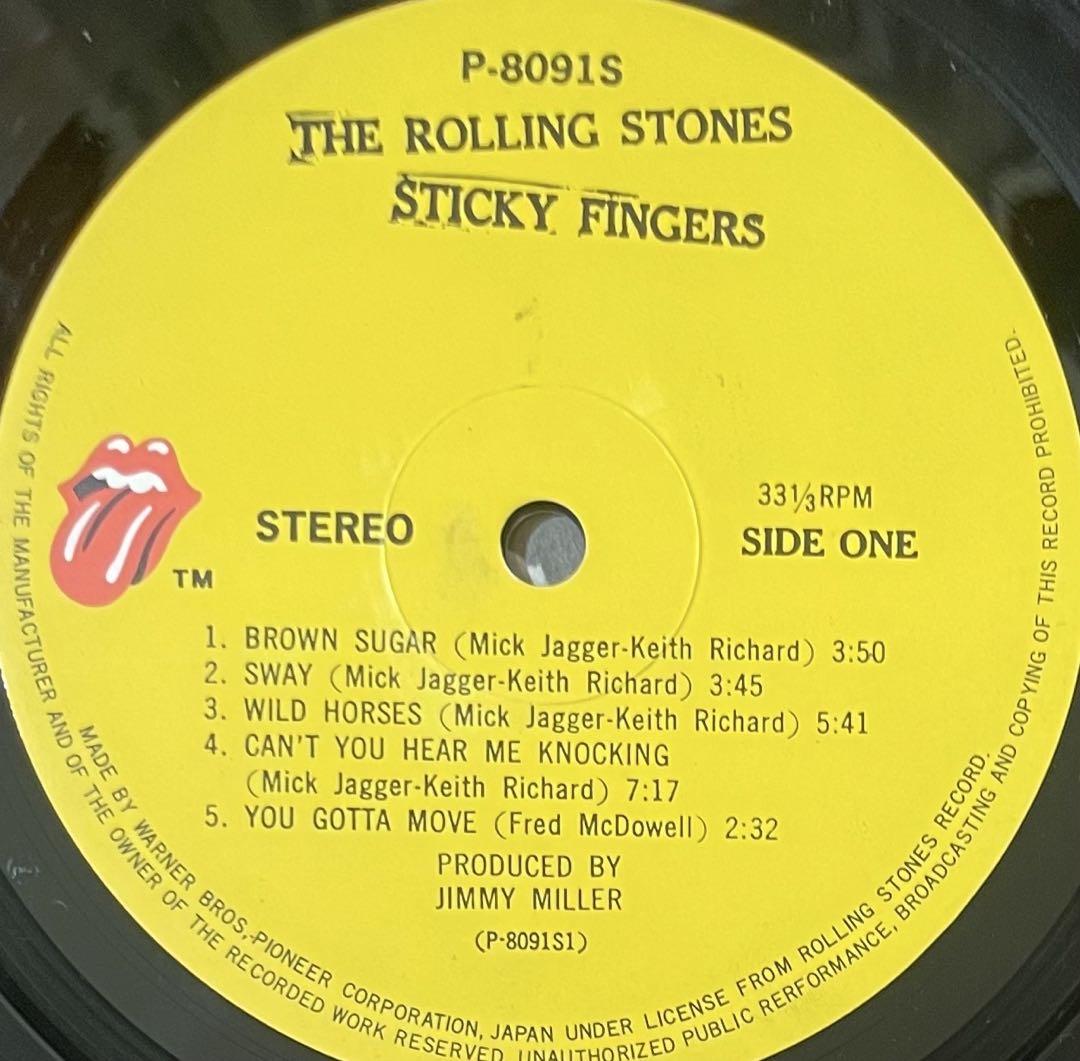 P-8091S
THE ROLLING STONES
STICKY FINGERS
STEREO
33⅓RPM
SIDE ONE
TM
1. BROWN SUGAR (Mick Jagger-Keith Richard) 3:50
2. SWAY (Mick Jagger-Keith Richard) 3:45
3. WILD HORSES (Mick Jagger-Keith Richard) 5:41
4. CAN'T YOU HEAR ME KNOCKING
(Mick Jagger-Keith Richard) 7:17
5. YOU GOTTA MOVE (Fred McDowell) 2:32
PRODUCED BY
JIMMY MILLER
(P-8091S1)
MADE BY WARNER BROS.-PIONEER CORPORATION, JAPAN UNDER LICENSE FROM ROLLING STONES RECORD.
ALL RIGHTS OF THE MANUFACTURER AND OF THE OWNER OF THE RECORDED WORK RESERVED UNAUTHORIZED PUBLIC RERFORMANCE, BROADCASTING AND COPYING OF THIS RECORD PROHIBITED.